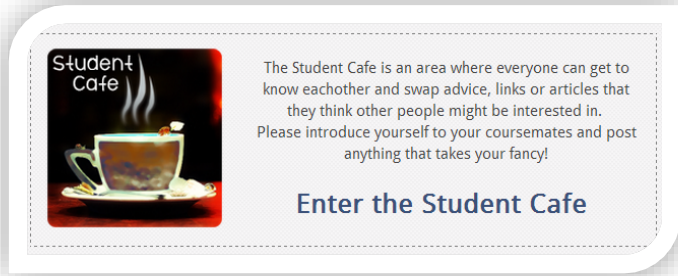 Student
Cafe
The Student Cafe is an area where everyone can get to
know eachother and swap advice, links or articles that
they think other people might be interested in.
Please introduce yourself to your coursemates and post
anything that takes your fancy!
Enter the Student Cafe